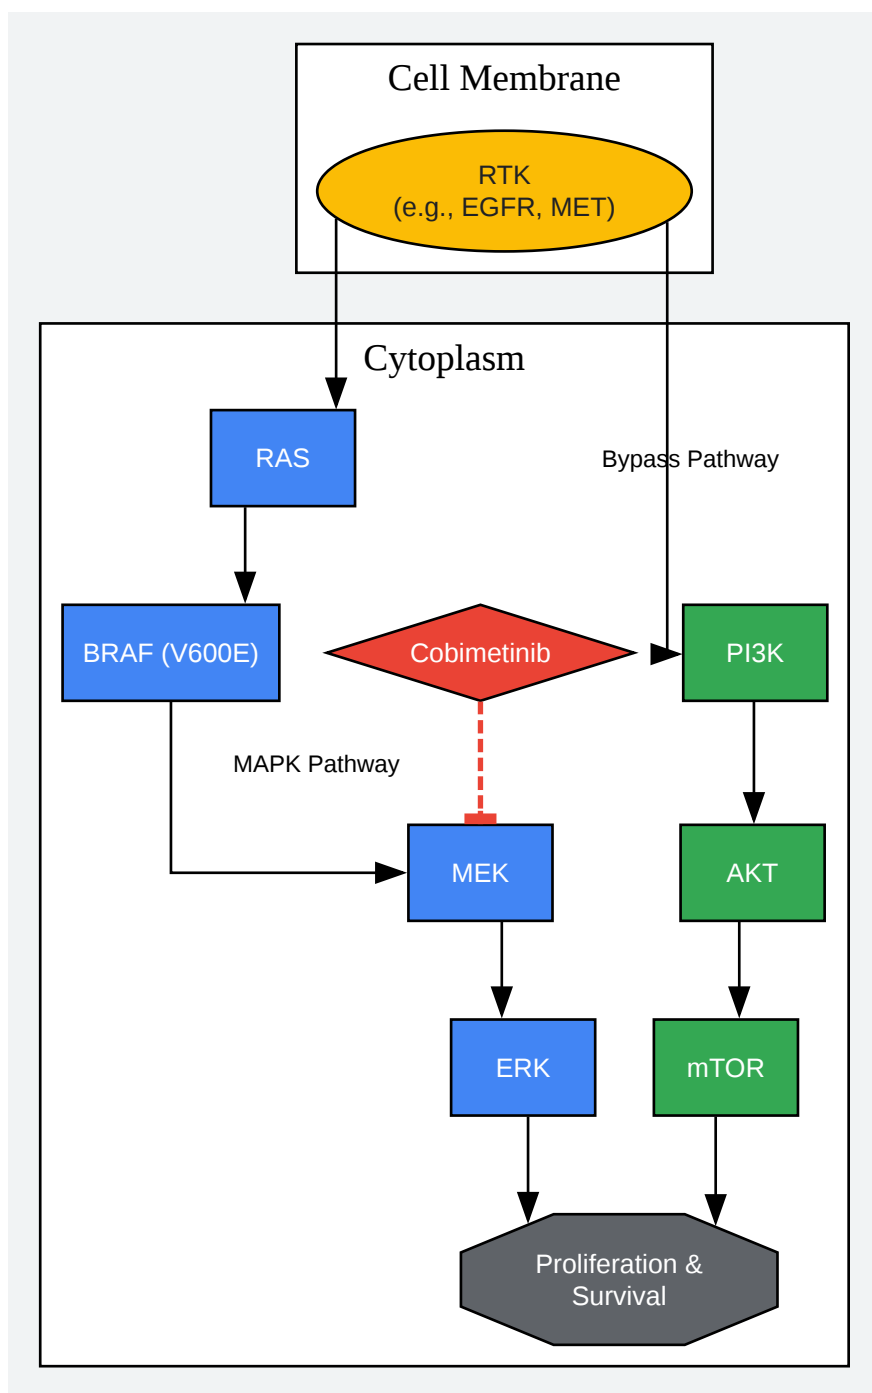 Cell Membrane
RTK
(e.g., EGFR, MET)
Cytoplasm
RAS
Bypass Pathway
BRAF (V600E)
Cobimetinib
PI3K
MAPK Pathway
MEK
AKT
ERK
mTOR
Proliferation &
Survival